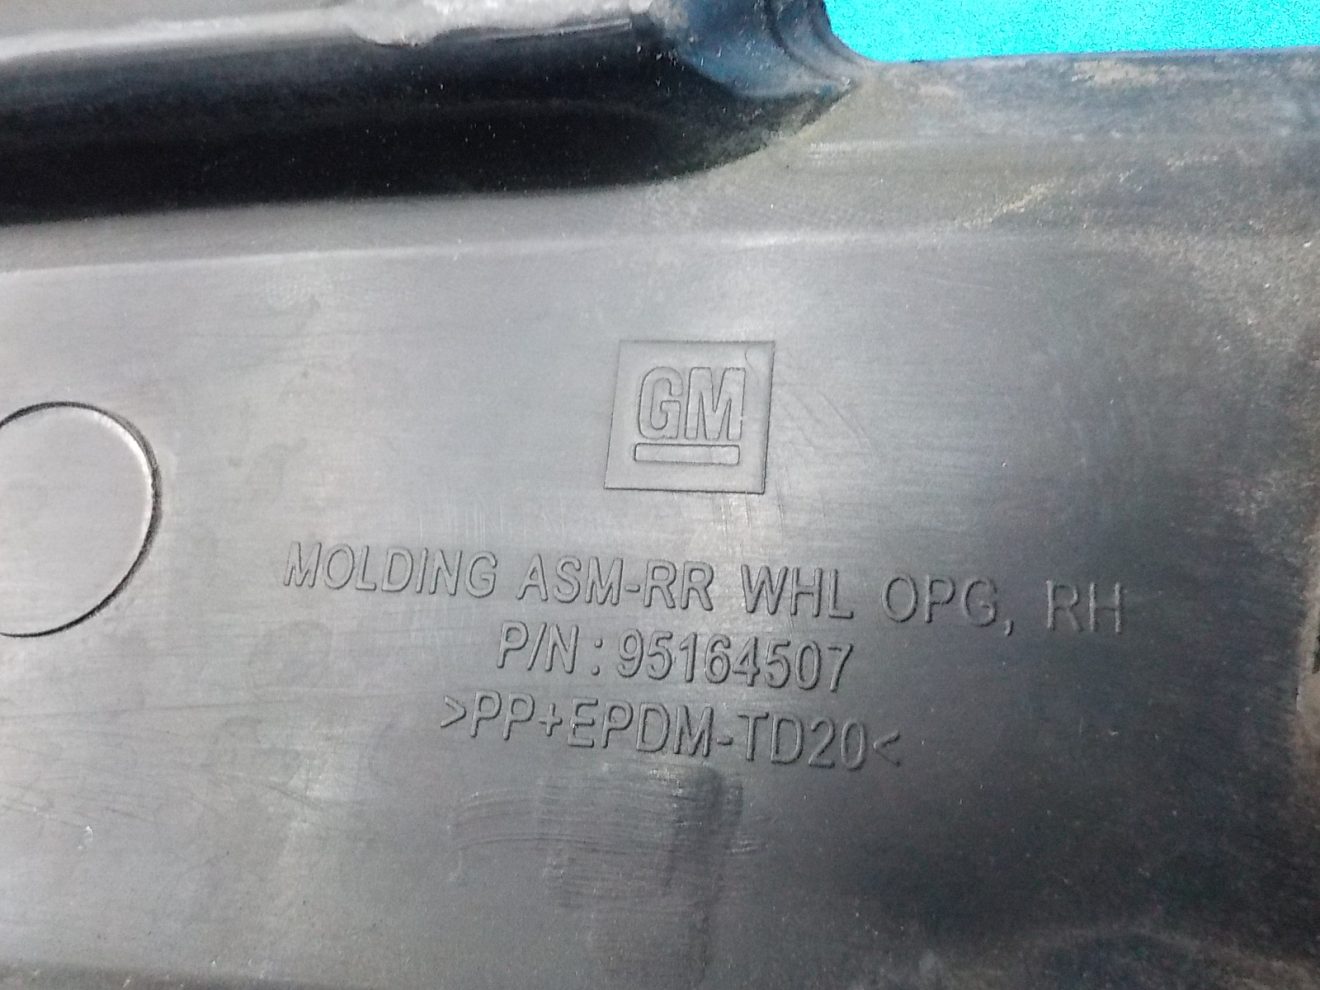 GM
MOLDING ASM-RR WHL OPG, RH
P/N : 95164507
>PP+EPDM-TD20<